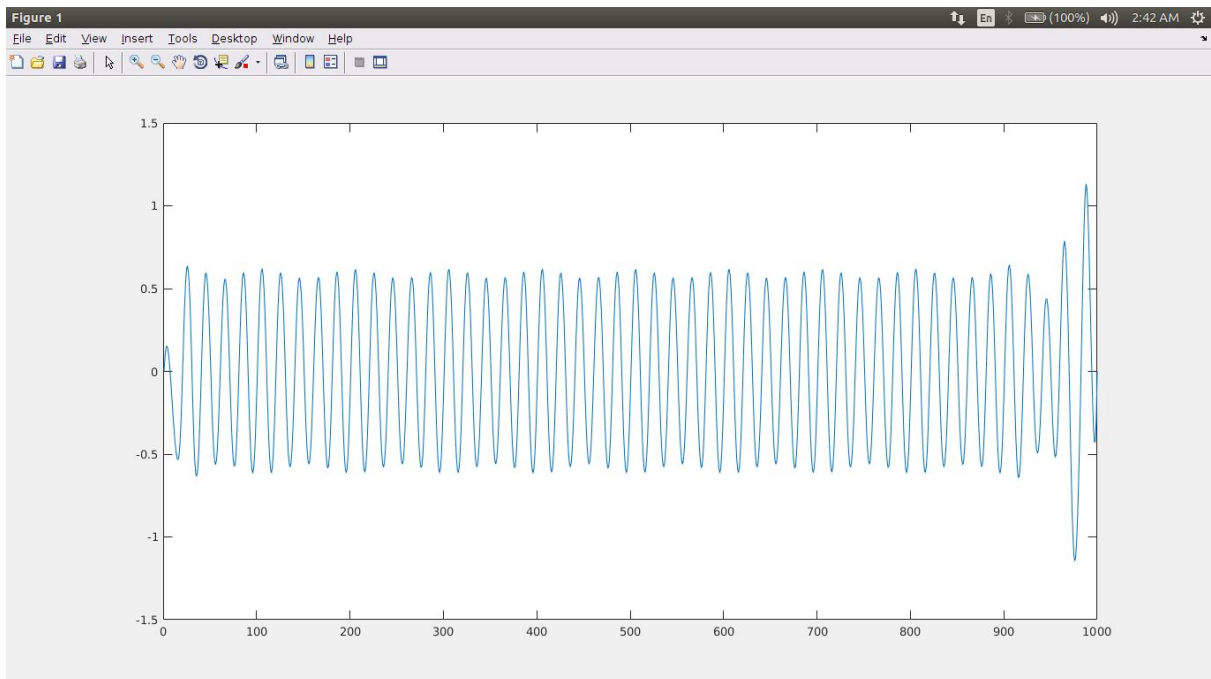 Figure 1 En (100%) 2:42 AM
File Edit View Insert Tools Desktop Window Help
1.5
1
0.5
0
-0.5
-1
-1.5
0 100 200 300 400 500 600 700 800 900 1000